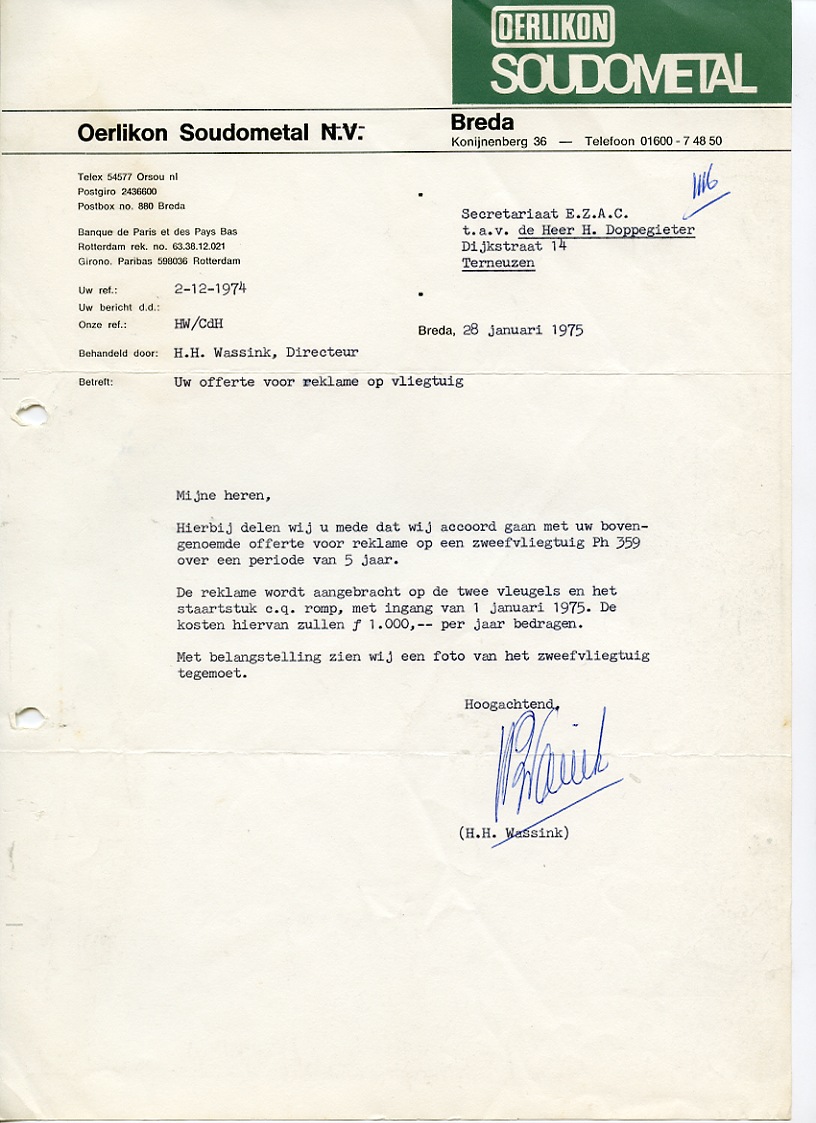 OERLIKON
SOUDOMETAL
Oerlikon Soudometal N.V.
Breda
Konijnenberg 36 — Telefoon 01600 - 7 48 50
Telex 54577 Orsou nl
Postgiro 2436600
Postbox no. 880 Breda
Banque de Paris et des Pays Bas
Rotterdam rek. no. 63.38.12.021
Girono. Paribas 598036 Rotterdam
Secretariaat E.Z.A.C.
t.a.v. de Heer H. Doppegieter
Dijkstraat 14
Terneuzen
Uw ref.: 2-12-1974
Uw bericht d.d.:
Onze ref.: HW/CdH
Breda, 28 januari 1975
Behandeld door: H.H. Wassink, Directeur
Betreft: Uw offerte voor reklame op vliegtuig
Mijne heren,
Hierbij delen wij u mede dat wij accoord gaan met uw boven-
genoemde offerte voor reklame op een zweefvliegtuig Ph 359
over een periode van 5 jaar.
De reklame wordt aangebracht op de twee vleugels en het
staartstuk c.q. romp, met ingang van 1 januari 1975. De
kosten hiervan zullen ƒ 1.000,-- per jaar bedragen.
Met belangstelling zien wij een foto van het zweefvliegtuig
tegemoet.
Hoogachtend,
(H.H. Wassink)